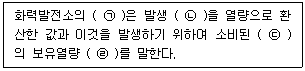 화력발전소의 ( ㉠ )은 발생 ( ㉡ )을 열량으로 환
산한 값과 이것을 발생하기 위하여 소비된 ( ㉢ )
의 보유열량 ( ㉣ )를 말한다.